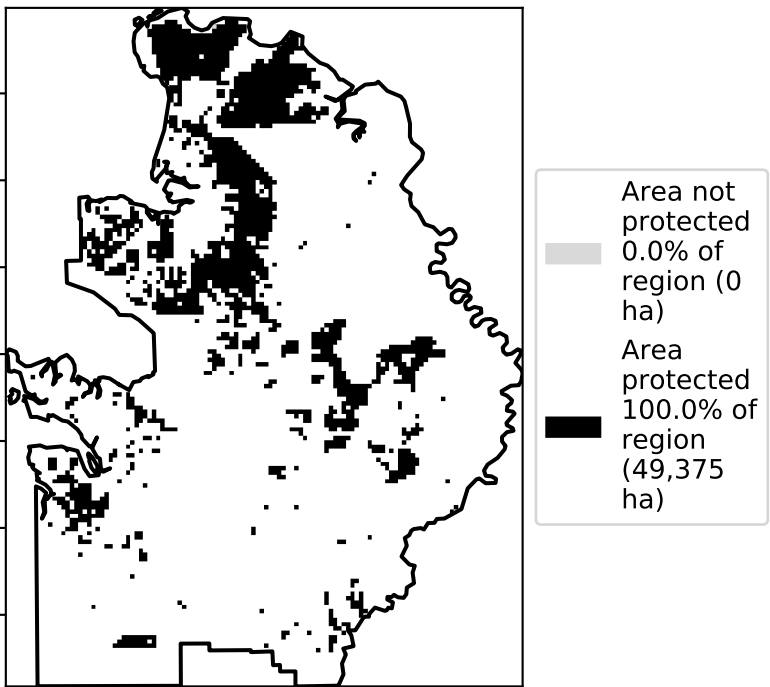 Area not
protected
0.0% of
region (0
ha)
Area
protected
100.0% of
region
(49,375
ha)